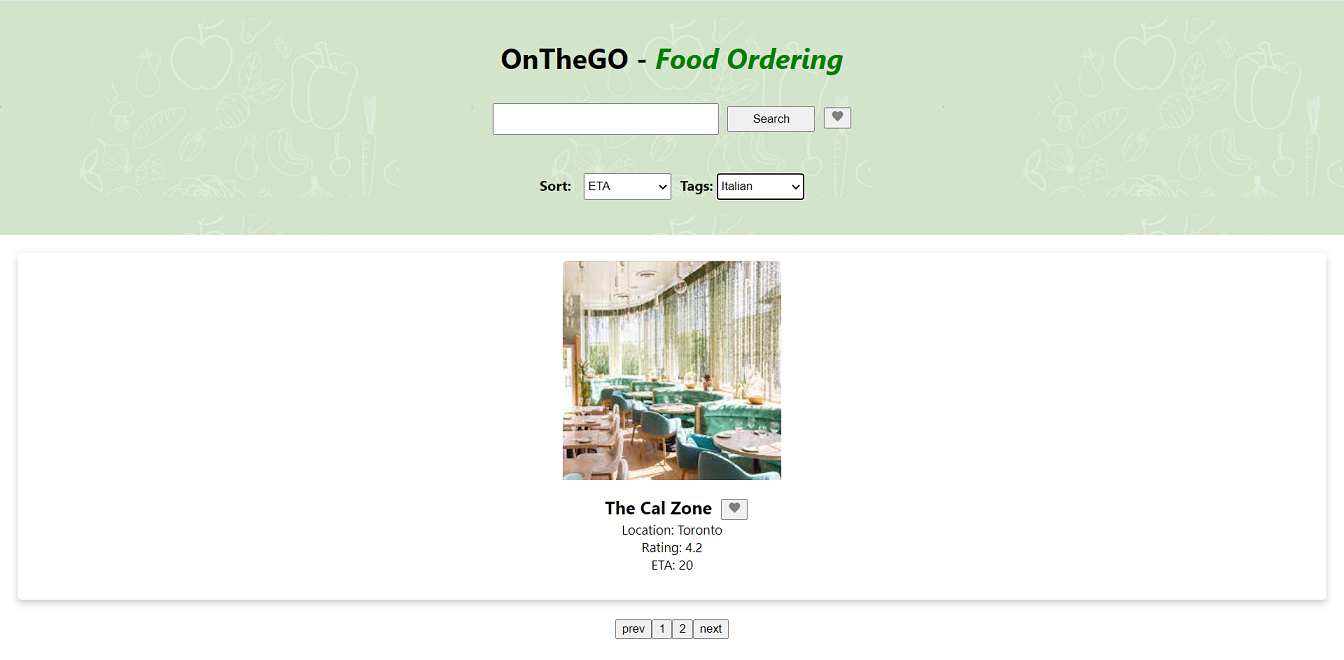 OnTheGO - Food Ordering
Search
Sort: ETA Tags: Italian
The Cal Zone
Location: Toronto
Rating: 4.2
ETA: 20
prev 1 2 next